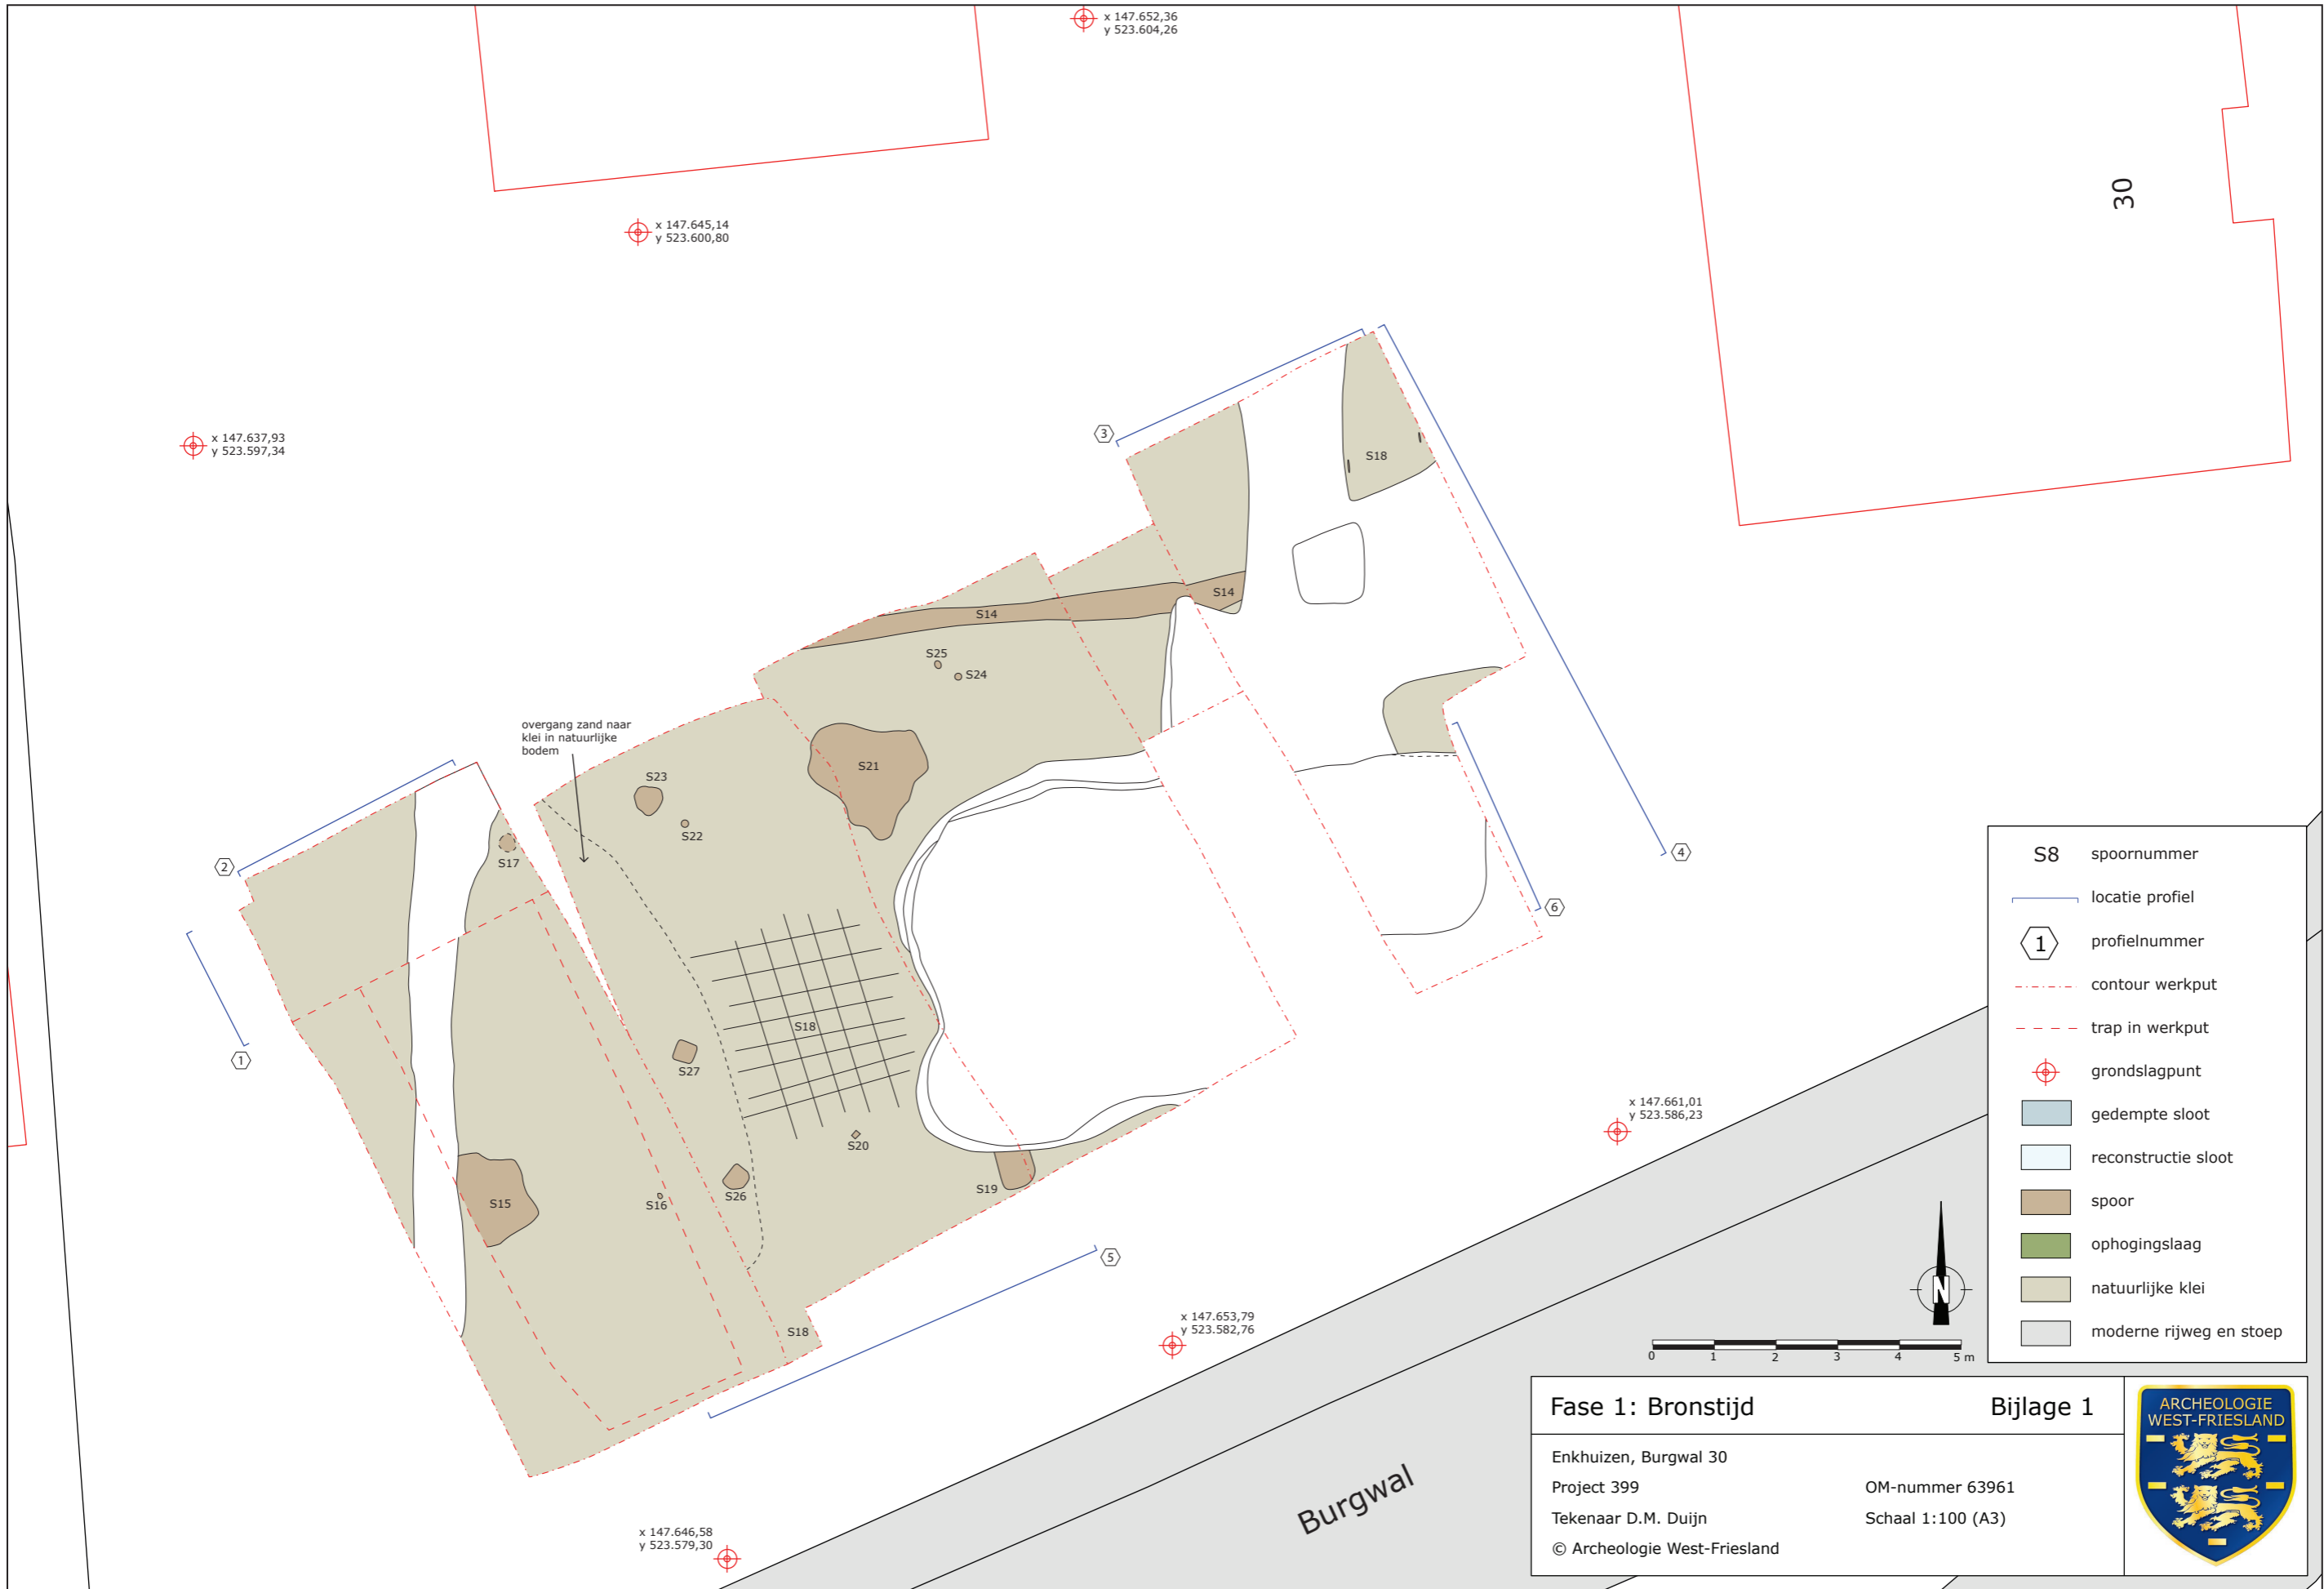 x 147.652,36
y 523.604,26
30
x 147.645,14
y 523.600,80
x 147.637,93
y 523.597,34
3
S18
S14
S14
S25
S24
overgang zand naar
klei in natuurlijke
bodem
S21
S23
S22
S17
2
4
6
1
S18
S27
S20
S26
S16
S15
S19
5
S18
x 147.661,01
y 523.586,23
x 147.653,79
y 523.582,76
x 147.646,58
y 523.579,30
Burgwal
S8 spoornummer
locatie profiel
1 profielnummer
contour werkput
trap in werkput
grondslagpunt
gedempte sloot
reconstructie sloot
spoor
ophogingslaag
natuurlijke klei
moderne rijweg en stoep
N
0 1 2 3 4 5 m
Fase 1: Bronstijd Bijlage 1
Enkhuizen, Burgwal 30
Project 399 OM-nummer 63961
Tekenaar D.M. Duijn Schaal 1:100 (A3)
© Archeologie West-Friesland
ARCHEOLOGIE
WEST-FRIESLAND